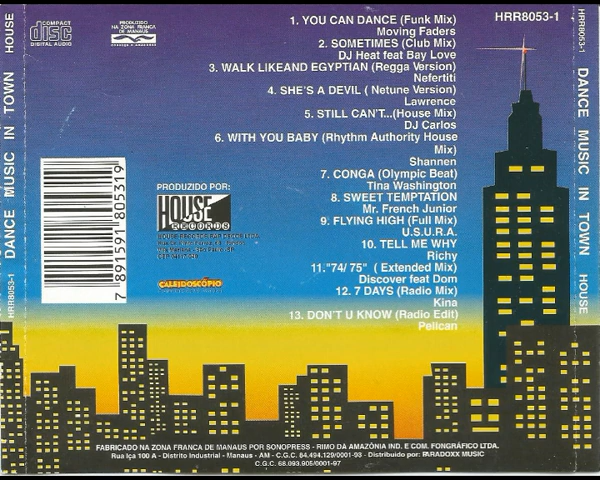 COMPACT
disc
DIGITAL AUDIO
PRODUZIDO
NA ZONA FRANCA
DE MANAUS
HRR8053-1
1. YOU CAN DANCE (Funk Mix)
Moving Faders
2. SOMETIMES (Club Mix)
DJ Heat feat Bay Love
3. WALK LIKEAND EGYPTIAN (Regga Version)
Nefertiti
4. SHE'S A DEVIL ( Netune Version)
Lawrence
5. STILL CAN'T...(House Mix)
DJ Carlos
6. WITH YOU BABY (Rhythm Authority House
Mix)
Shannen
7. CONGA (Olympic Beat)
Tina Washington
8. SWEET TEMPTATION
Mr. French Junior
9. FLYING HIGH (Full Mix)
U.S.U.R.A.
10. TELL ME WHY
Richy
11."74/ 75" ( Extended Mix)
Discover feat Dom
12. 7 DAYS (Radio Mix)
Kina
13. DON'T U KNOW (Radio Edit)
Pelican
7 891591 805319
PRODUZIDO POR:
HOUSE
RECORDS
CALEIDOSCÓPIO
HRR8053-1 DANCE MUSIC IN TOWN HOUSE
HRR8053-1 DANCE MUSIC IN TOWN HOUSE
FABRICADO NA ZONA FRANCA DE MANAUS POR SONOPRESS - RIMO DA AMAZÔNIA IND. E COM. FONGRÁFICO LTDA.
Rua Iça 100 A - Distrito Industrial - Manaus - AM - C.G.C. 84.494.129/0001-93 - Distribuido por: PARADOXX MUSIC
C.G.C. 68.093.905/0001-97